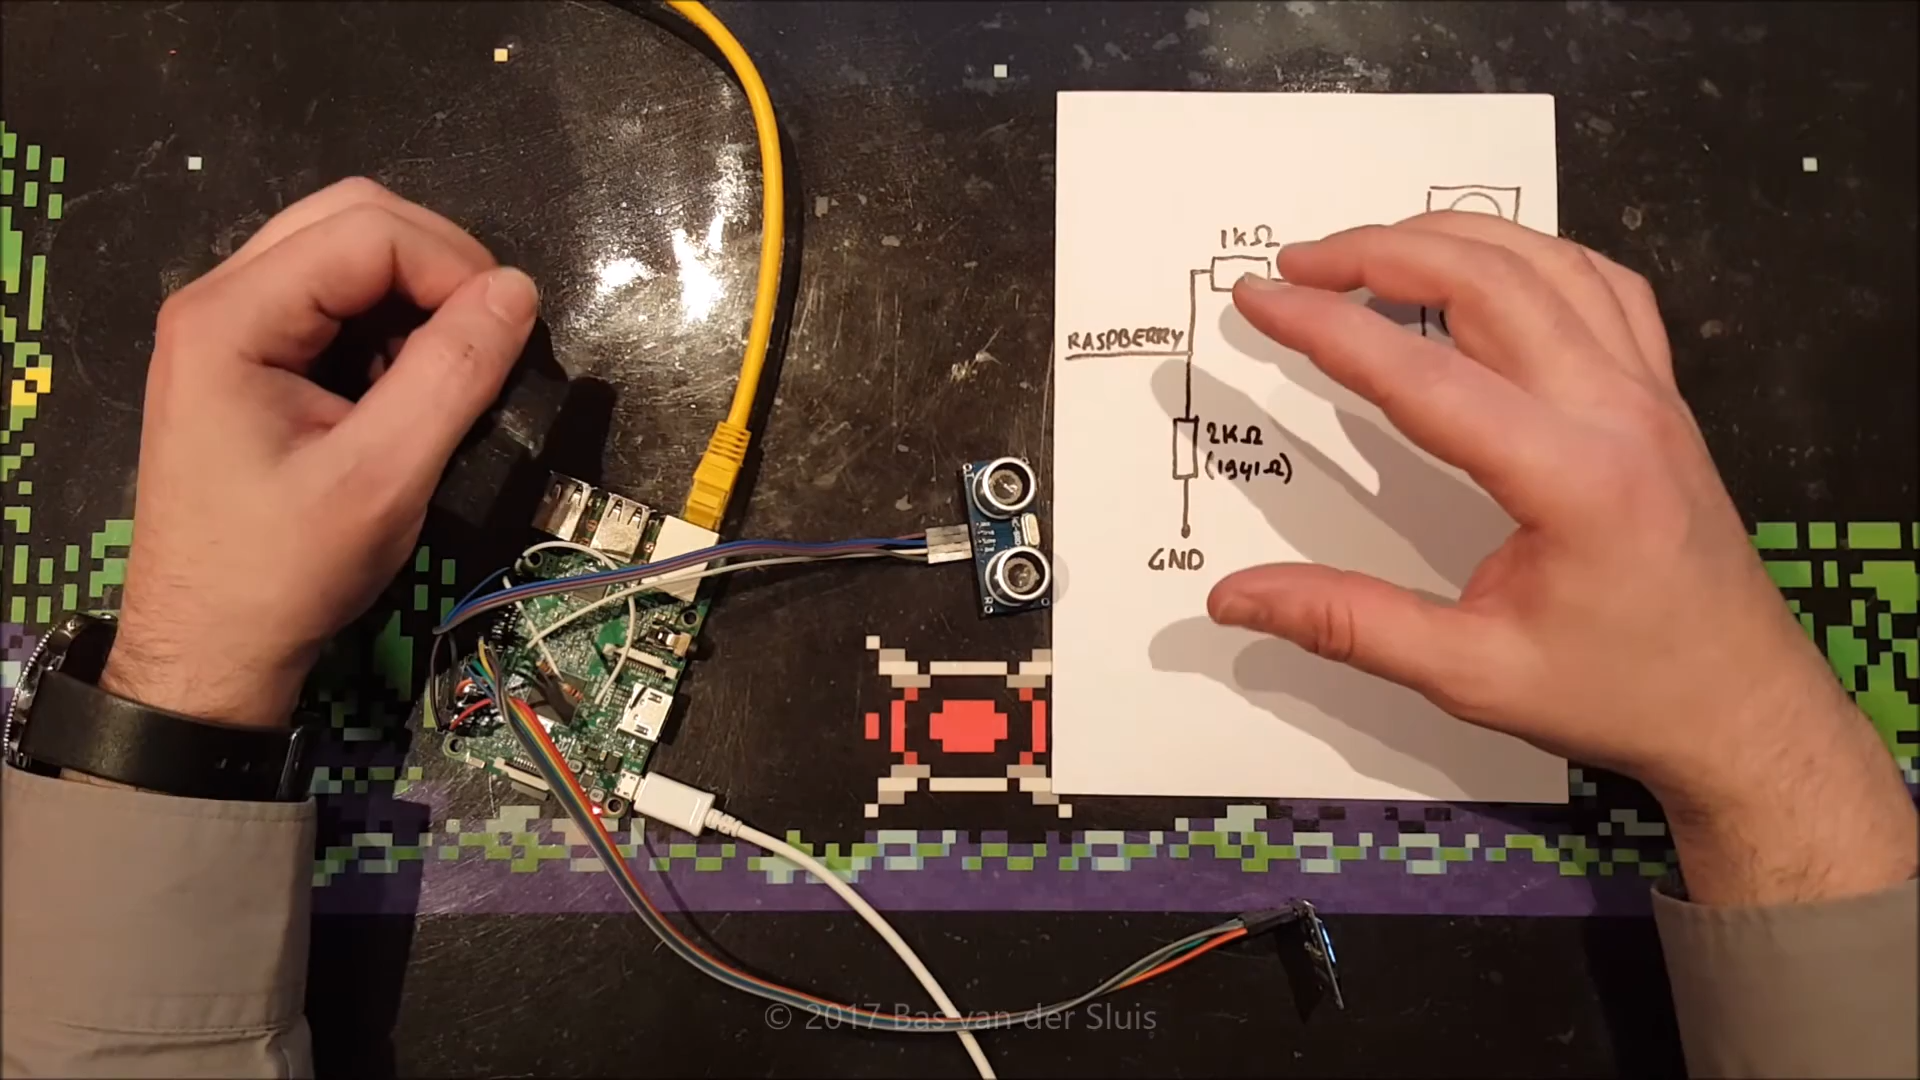 1KΩ
RASPBERRY
2KΩ
(1941Ω)
GND
© 2017 Bas van der Sluis